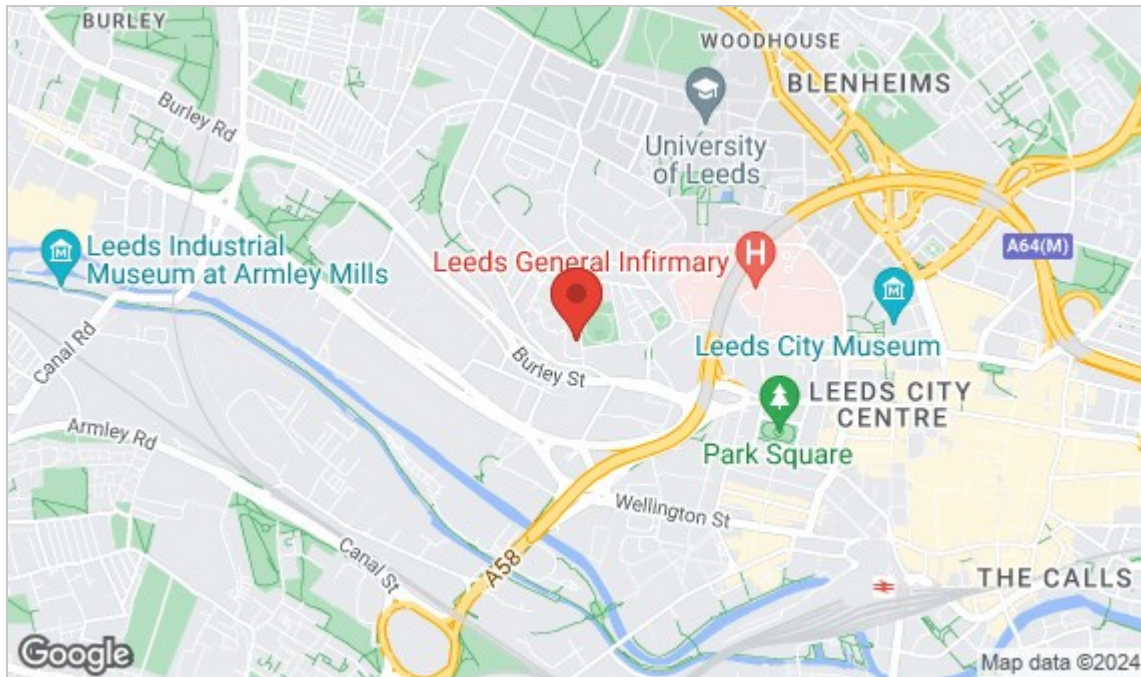 BURLEY
WOODHOUSE
BLENHEIMS
Burley Rd
University
of Leeds
A64(M)
Leeds Industrial
Museum at Armley Mills
Leeds General Infirmary
H
Canal Rd
Leeds City Museum
Burley St
LEEDS CITY
CENTRE
Armley Rd
Park Square
Wellington St
Canal St
A58
THE CALLS
Google
Map data ©2024